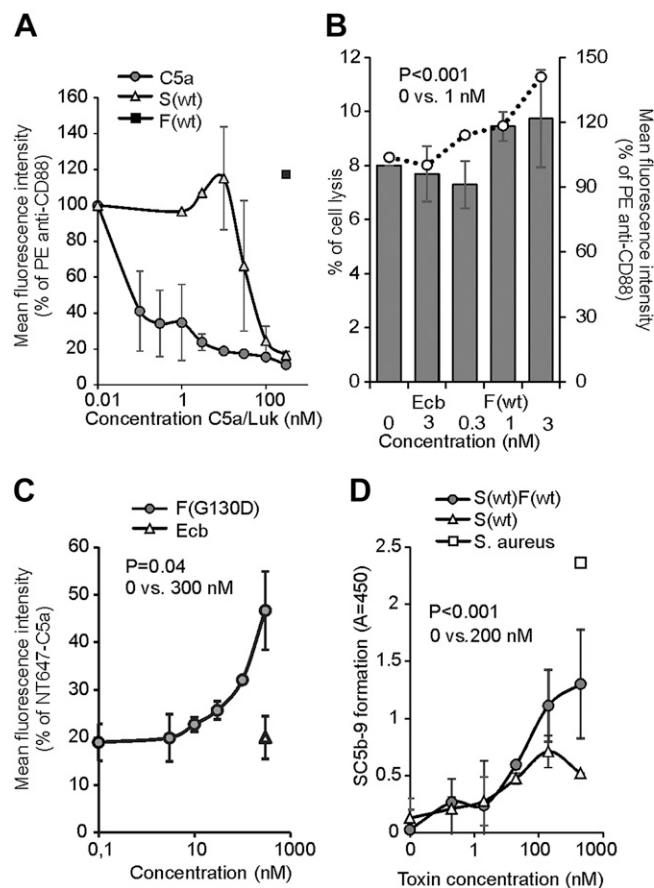 A
C5a
S(wt)
F(wt)
Mean fluorescence intensity
(% of PE anti-CD88)
160
140
120
100
80
60
40
20
0
0.01 1 100
Concentration C5a/Luk (nM)
B
P<0.001
0 vs. 1 nM
% of cell lysis
12
10
8
6
4
2
0
150
120
90
60
30
0
Mean fluorescence intensity
(% of PE anti-CD88)
Ecb F(wt)
0 3 0.3 1 3
Concentration (nM)
C
F(G130D)
Ecb
P=0.04
0 vs. 300 nM
Mean fluorescence intensity
(% of NT647-C5a)
60
50
40
30
20
10
0
0,1 10 1000
Concentration (nM)
D
S(wt)F(wt)
S(wt)
S. aureus
P<0.001
0 vs.200 nM
SC5b-9 formation (A=450)
2.5
2
1.5
1
0.5
0
0 1 100 1000
Toxin concentration (nM)